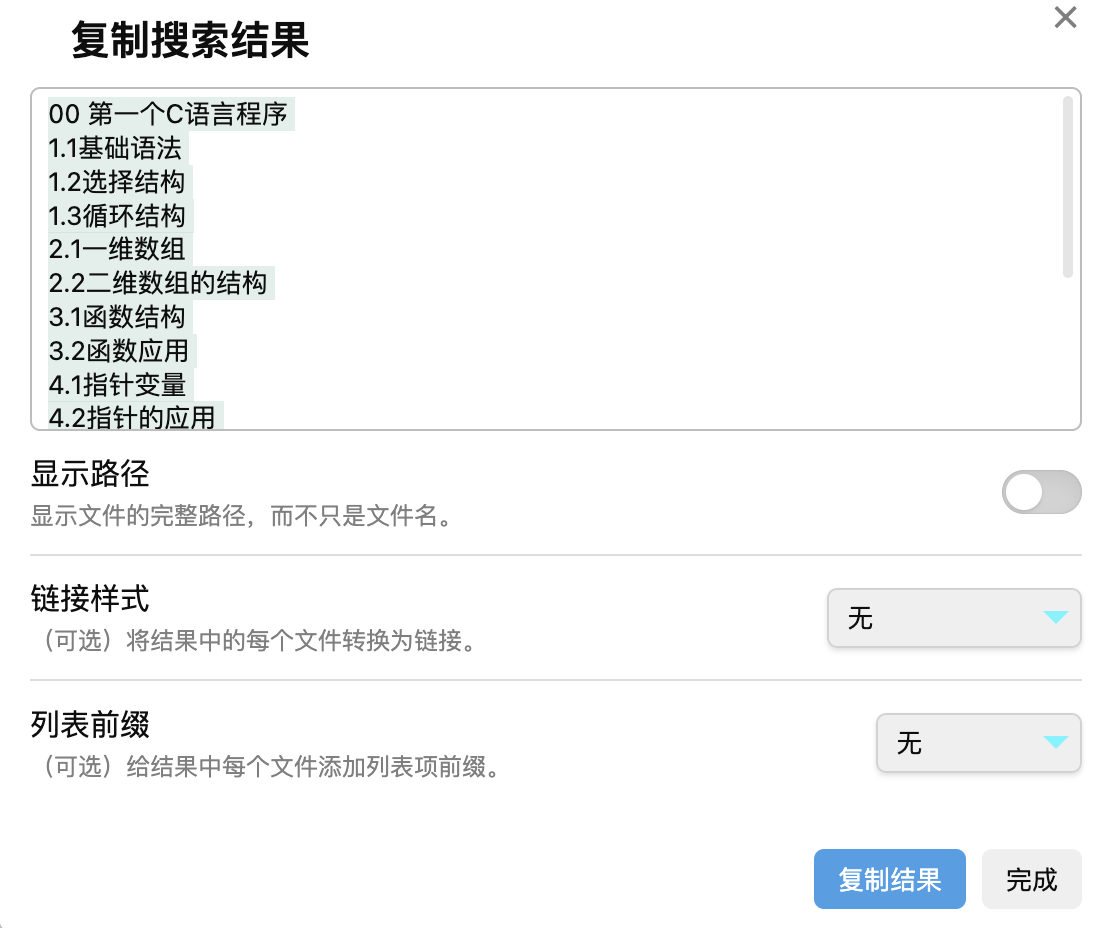 复制搜索结果
00 第一个C语言程序
1.1基础语法
1.2选择结构
1.3循环结构
2.1一维数组
2.2二维数组的结构
3.1函数结构
3.2函数应用
4.1指针变量
4.2指针的应用
显示路径
显示文件的完整路径，而不只是文件名。
链接样式
无
（可选）将结果中的每个文件转换为链接。
列表前缀
无
（可选）给结果中每个文件添加列表项前缀。
复制结果
完成